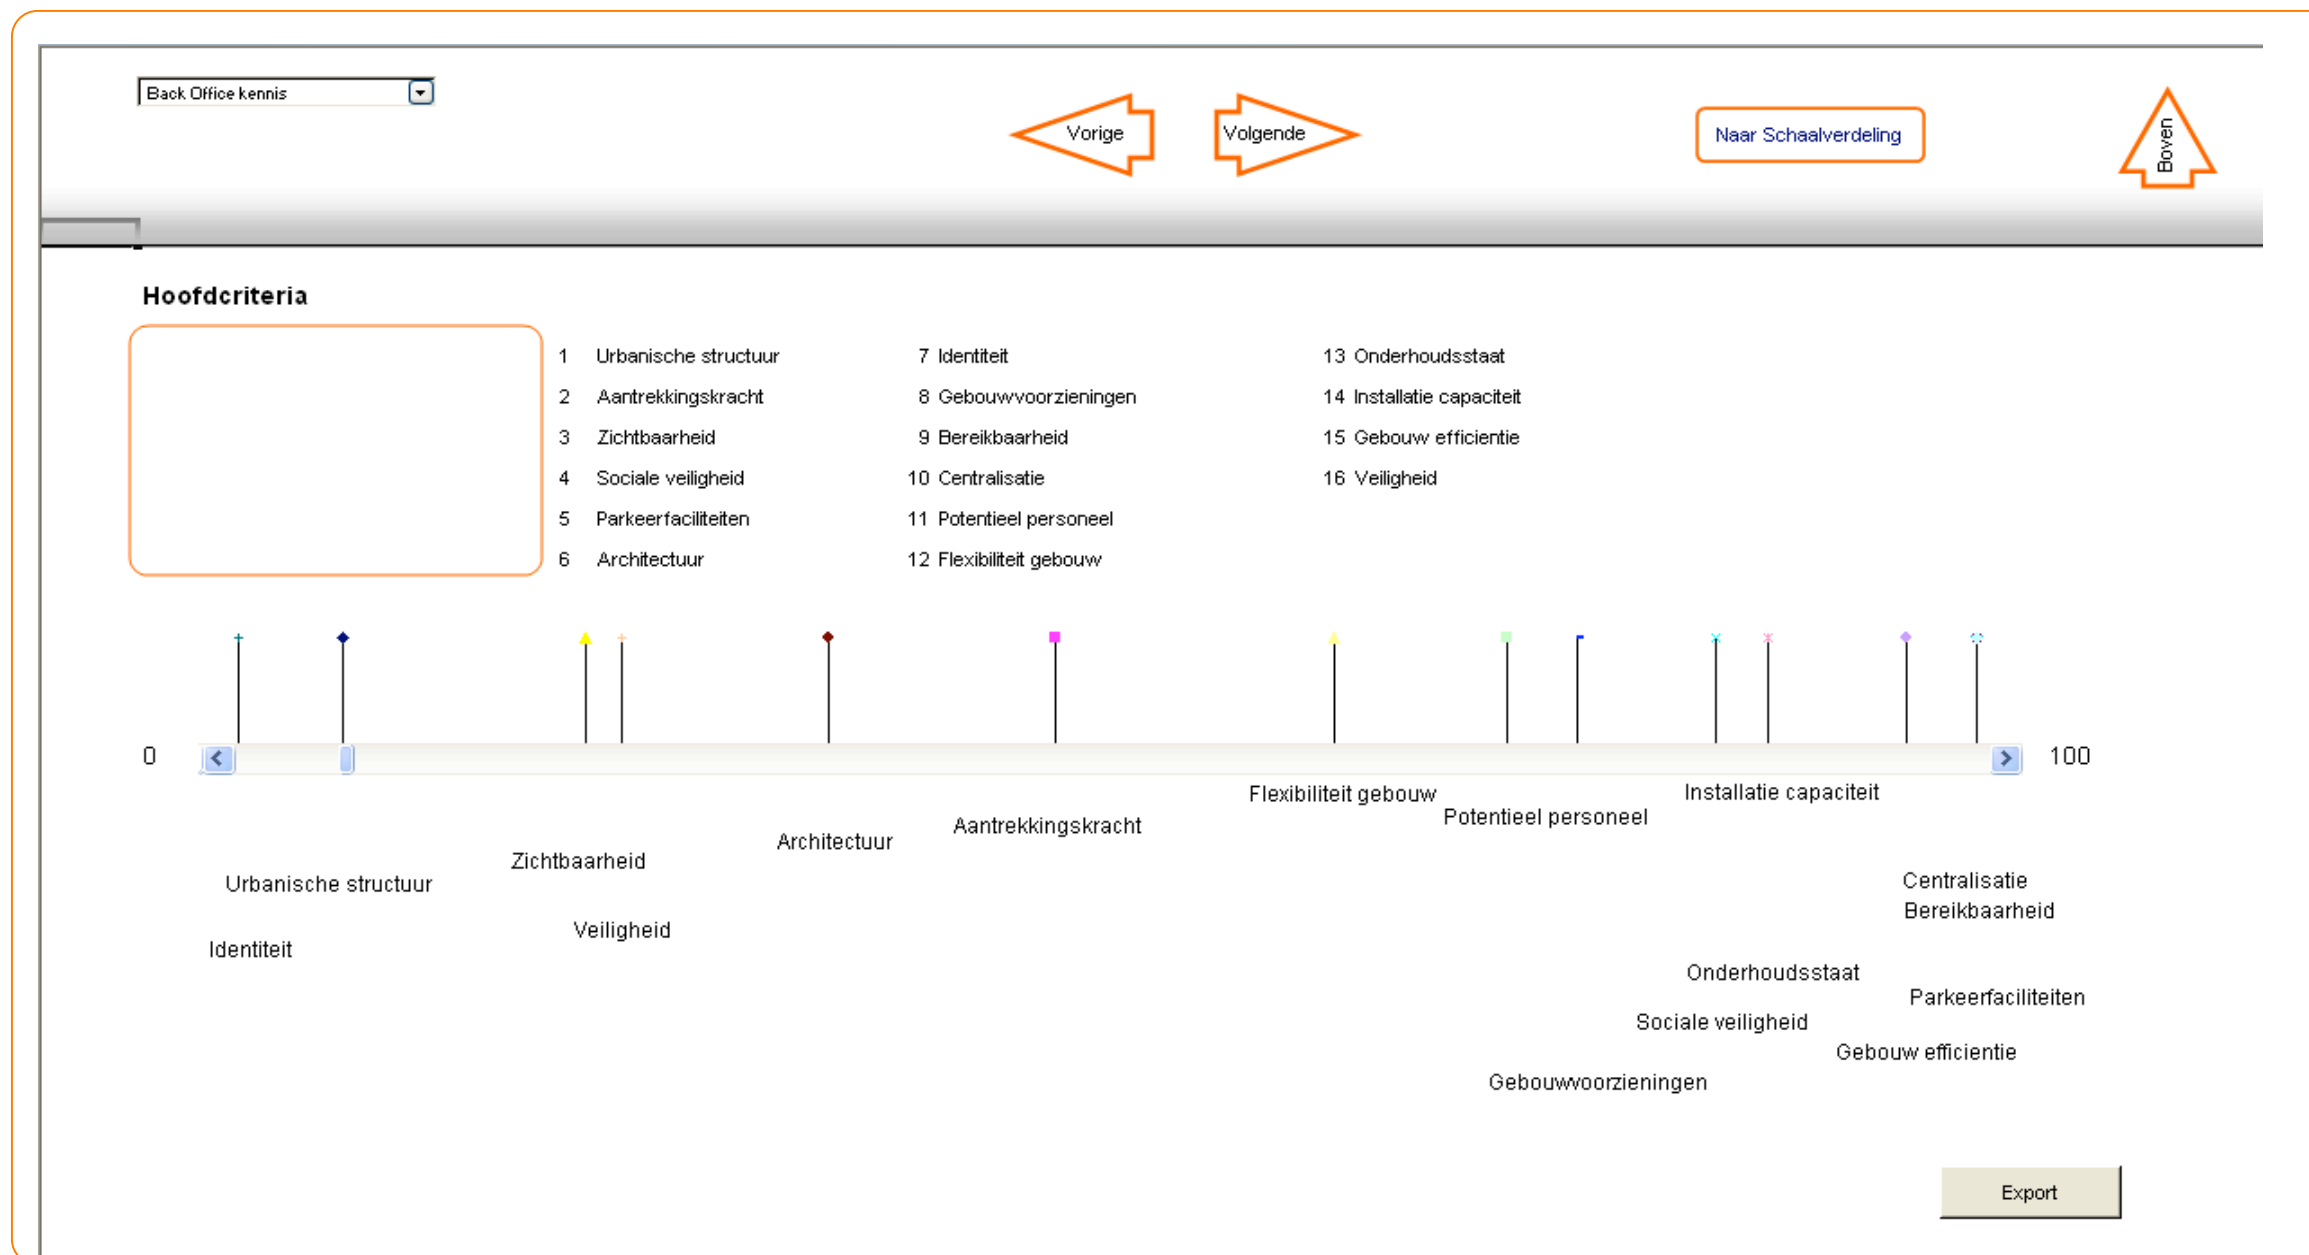 Back Office kennis
Vorige
Volgende
Naar Schaalverdeling
Boven
Hoofdcriteria
1 Urbanische structuur
2 Aantrekkingskracht
3 Zichtbaarheid
4 Sociale veiligheid
5 Parkeerfaciliteiten
6 Architectuur
7 Identiteit
8 Gebouwvoorzieningen
9 Bereikbaarheid
10 Centralisatie
11 Potentieel personeel
12 Flexibiliteit gebouw
13 Onderhoudsstaat
14 Installatie capaciteit
15 Gebouw efficientie
16 Veiligheid
0
100
Flexibiliteit gebouw
Installatie capaciteit
Potentieel personeel
Aantrekkingskracht
Architectuur
Zichtbaarheid
Urbanische structuur
Centralisatie
Bereikbaarheid
Veiligheid
Identiteit
Onderhoudsstaat
Parkeerfaciliteiten
Sociale veiligheid
Gebouw efficientie
Gebouwvoorzieningen
Export